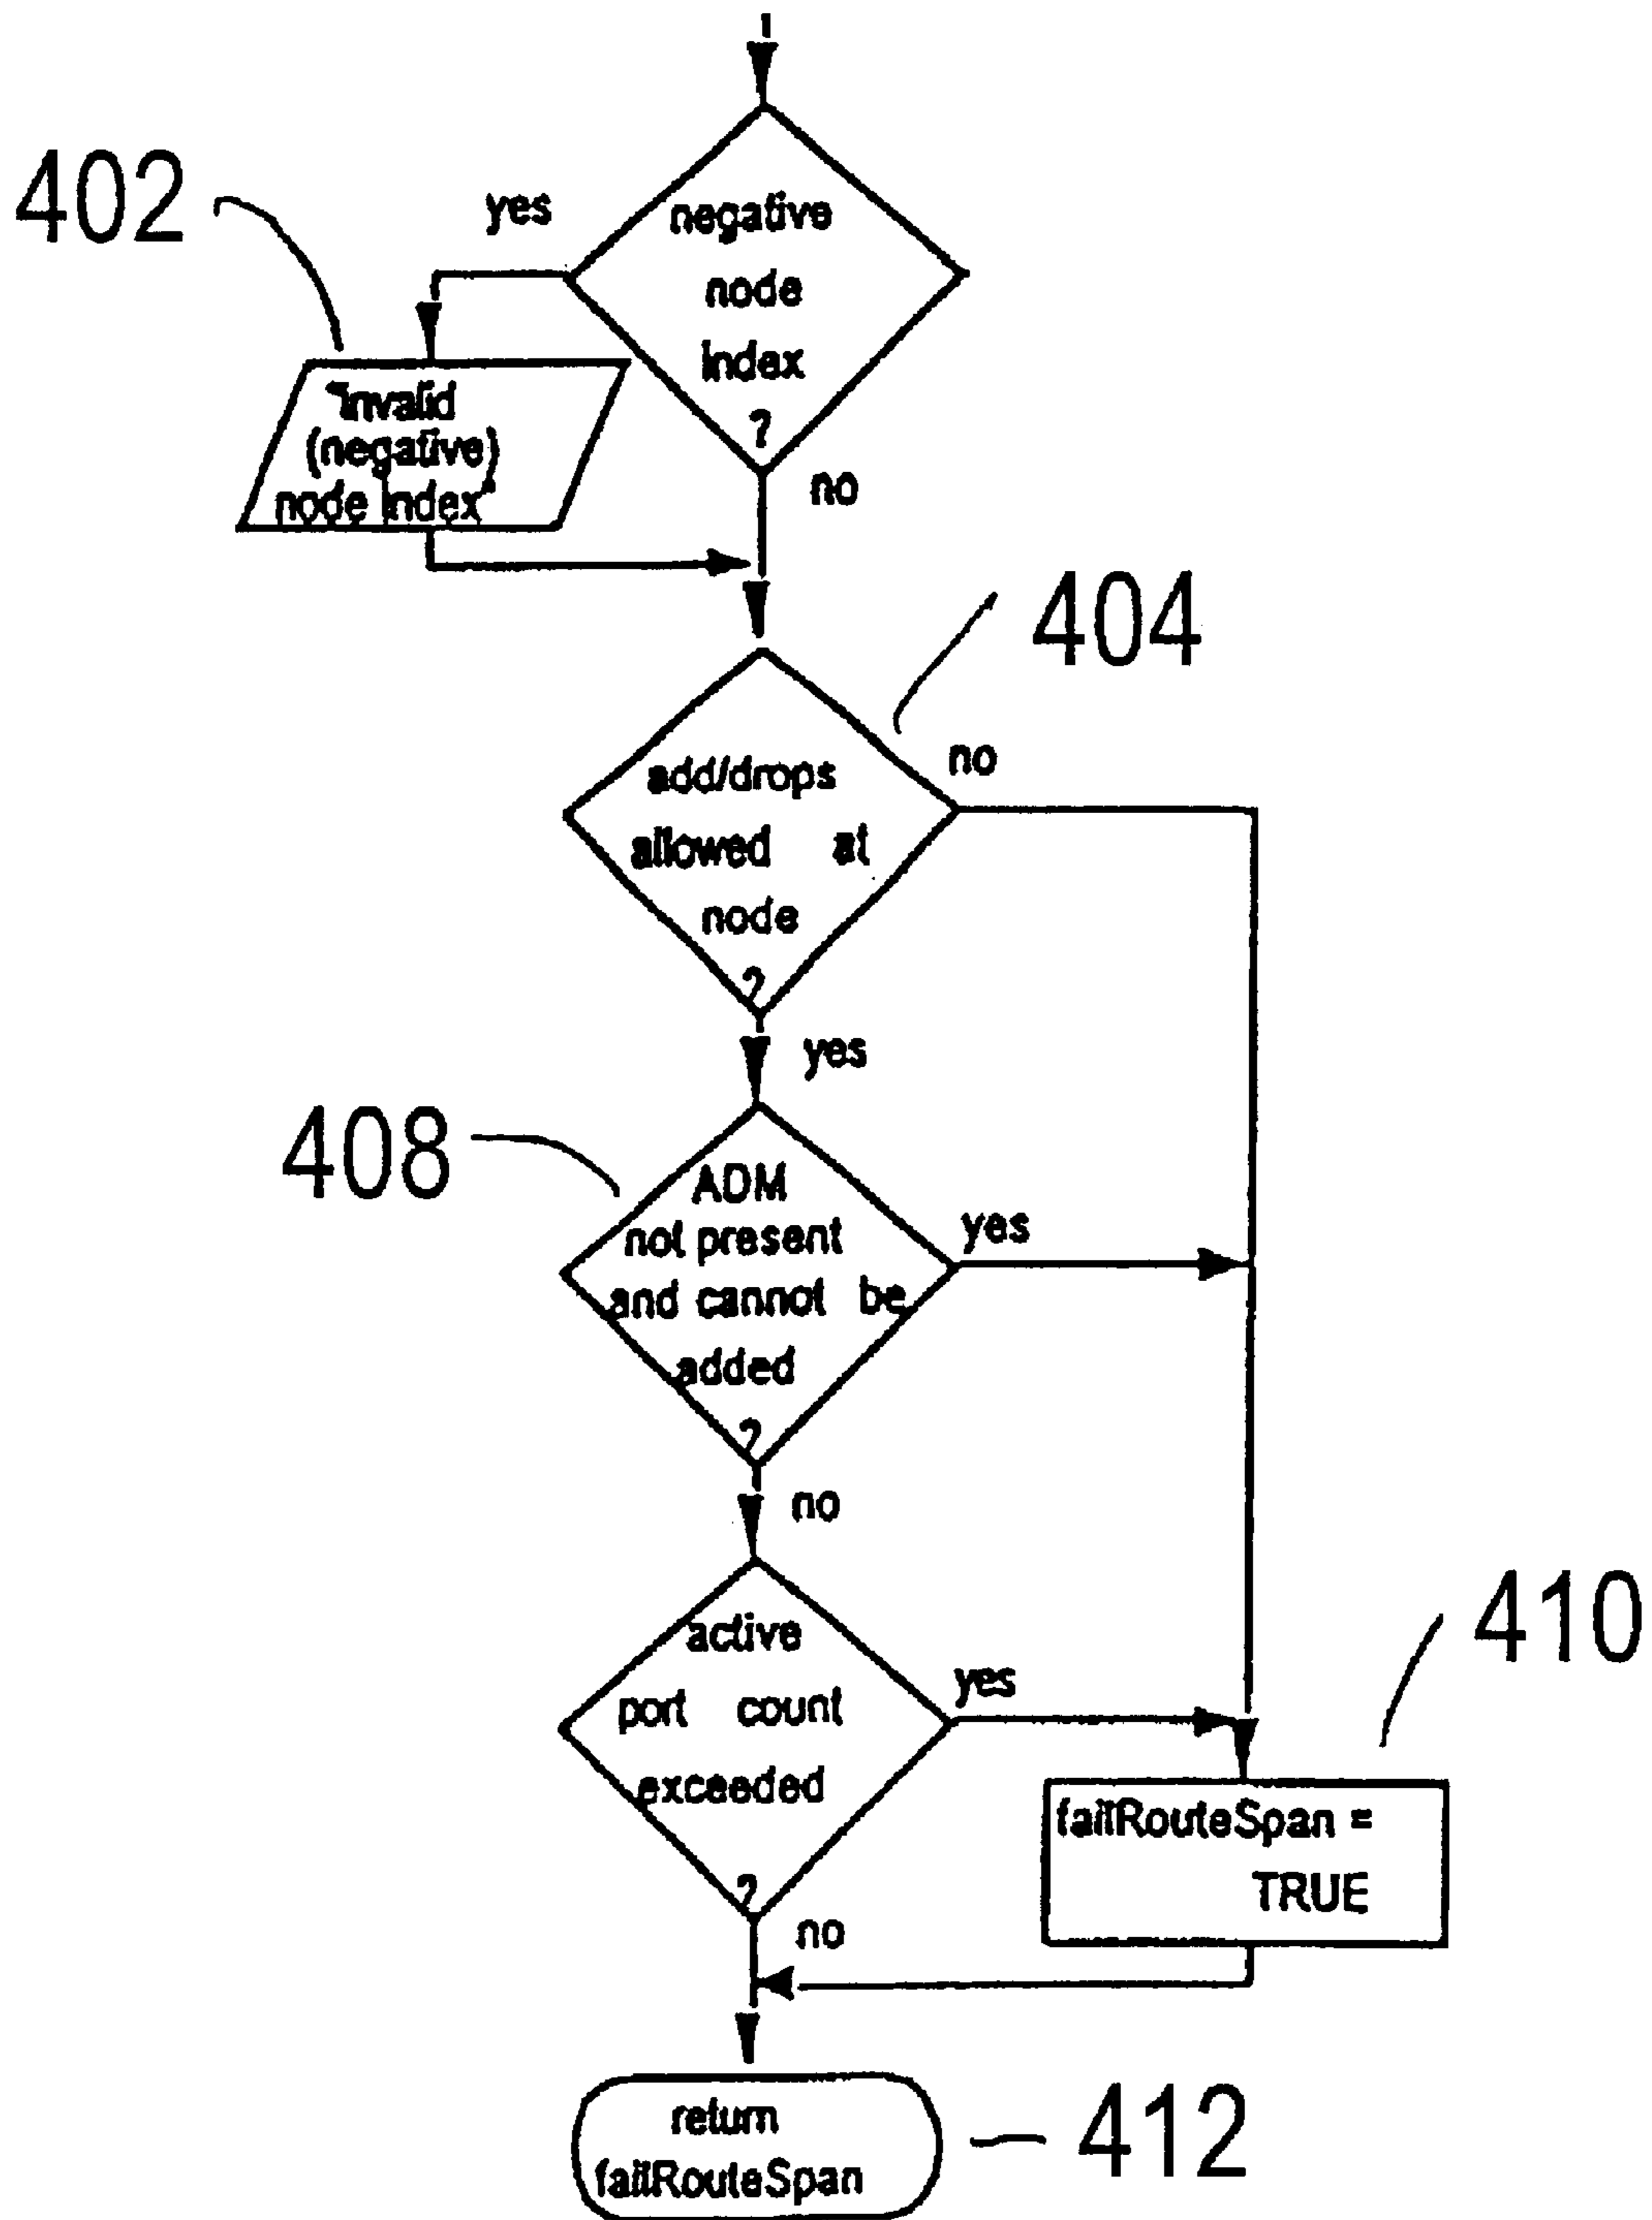 402
yes
negative
node
index
?
"Invalid
(negative)
node index"
no
404
add/drops
allowed at
node
?
no
yes
408
ADM
not present
and cannot be
added
?
yes
no
active
port count
exceeded
?
yes
410
failRouteSpan =
TRUE
no
return
failRouteSpan
412